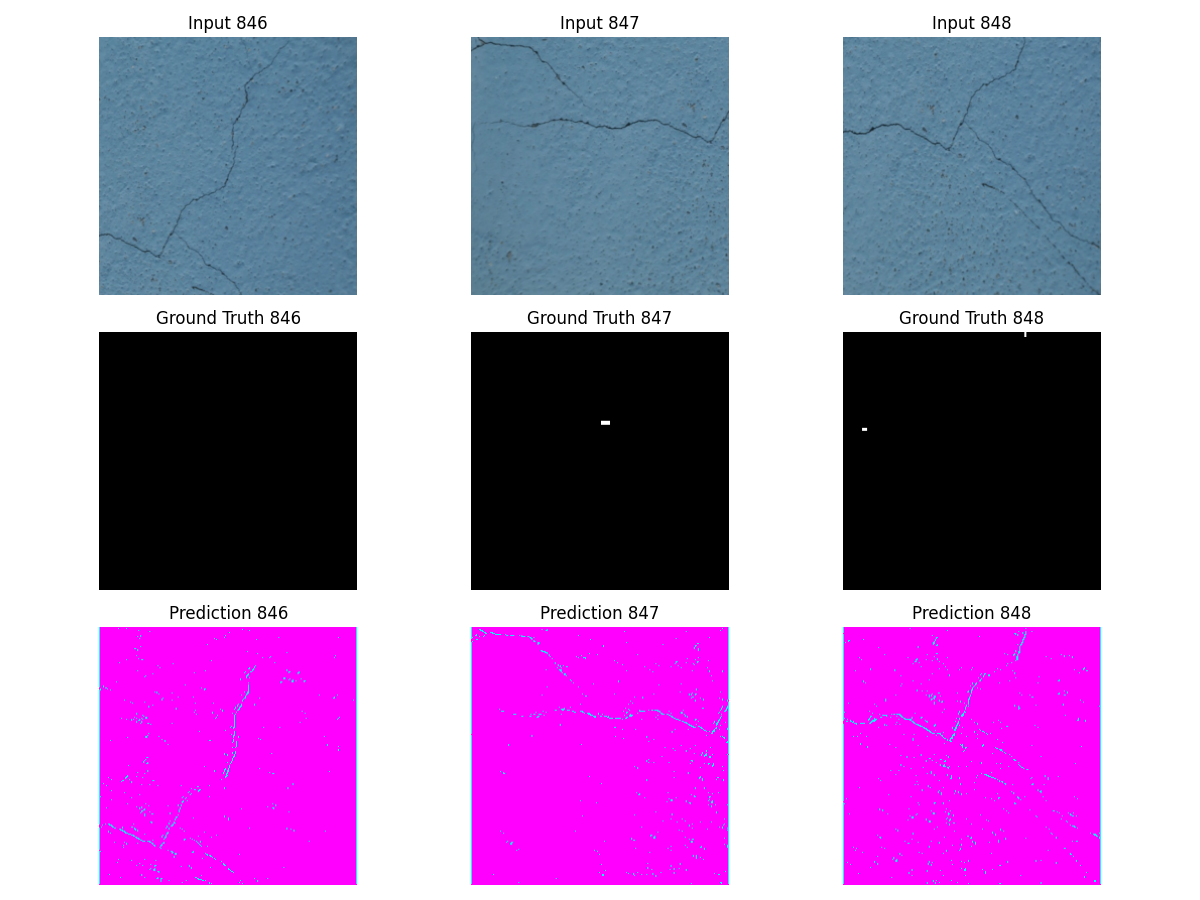 Input 846
Input 847
Input 848
Ground Truth 846
Ground Truth 847
Ground Truth 848
Prediction 846
Prediction 847
Prediction 848